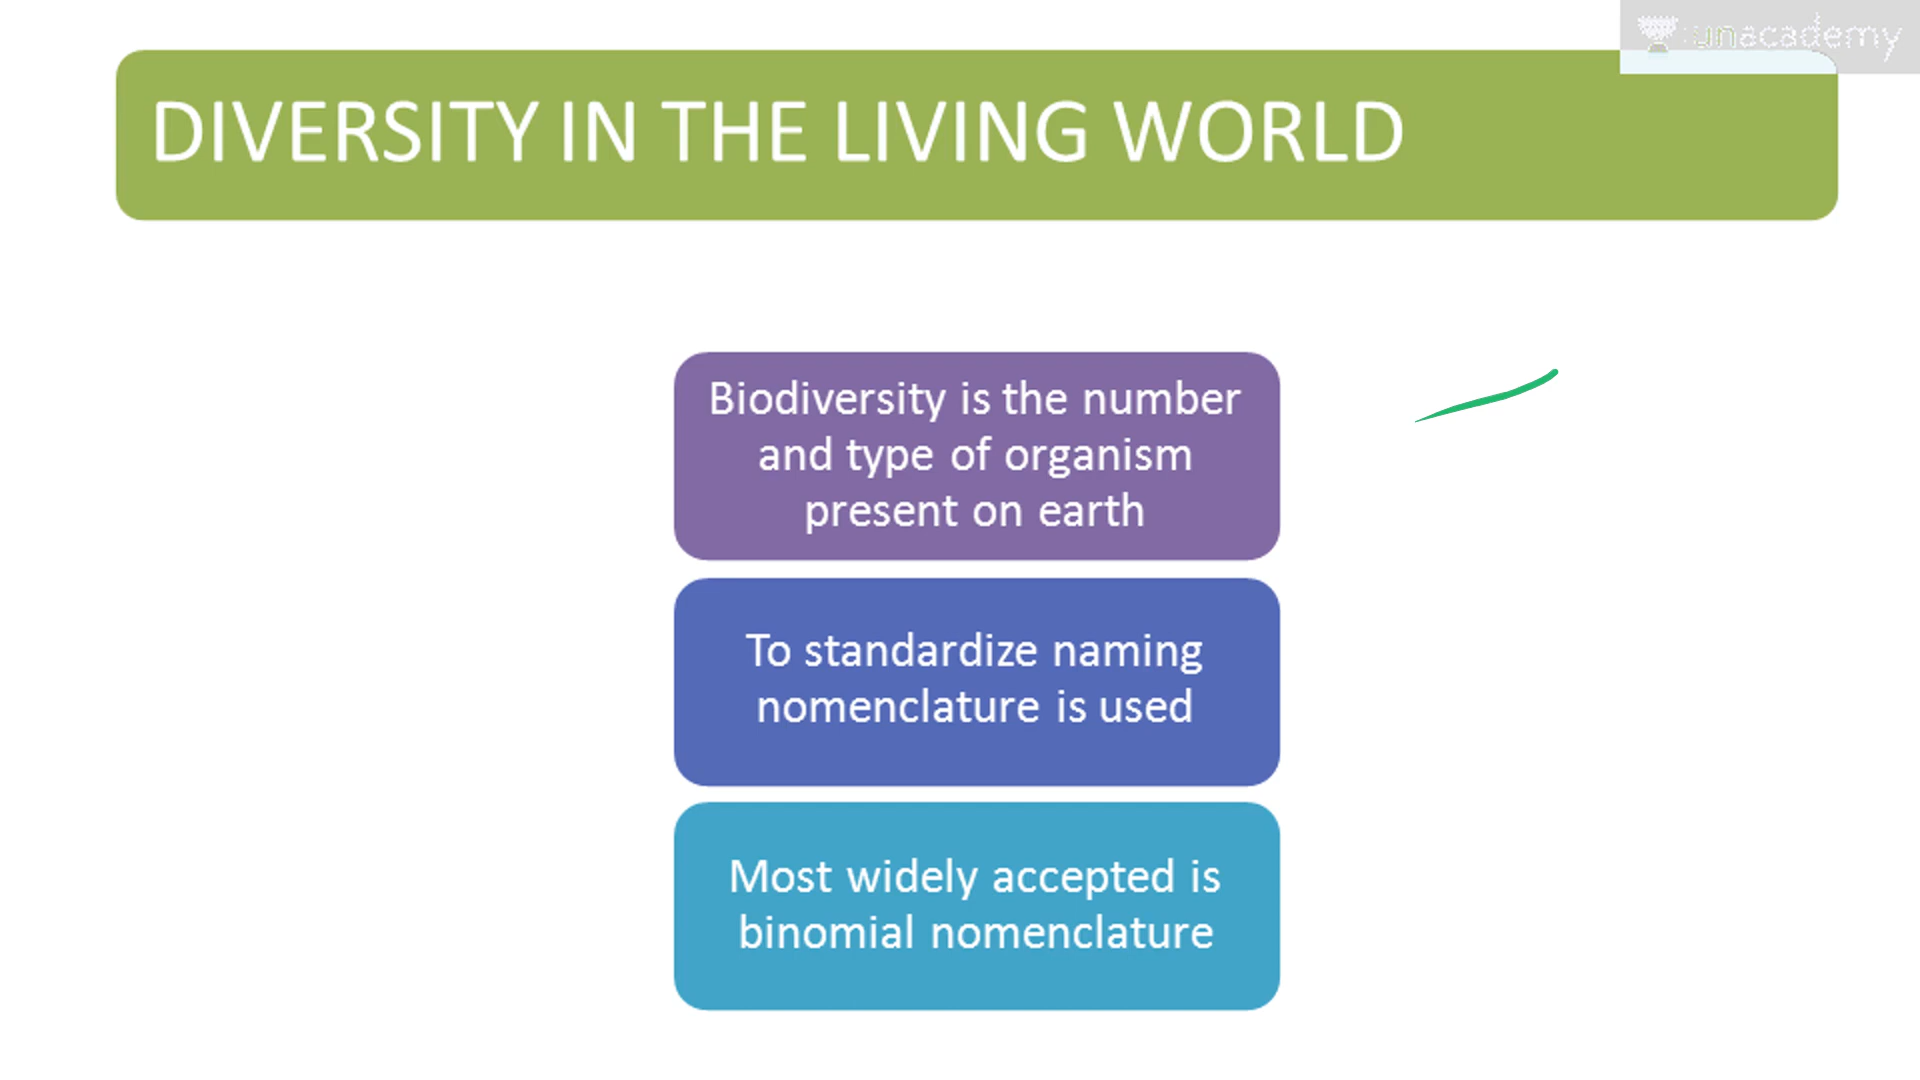 unacademy
DIVERSITY IN THE LIVING WORLD
Biodiversity is the number
and type of organism
present on earth
To standardize naming
nomenclature is used
Most widely accepted is
binomial nomenclature